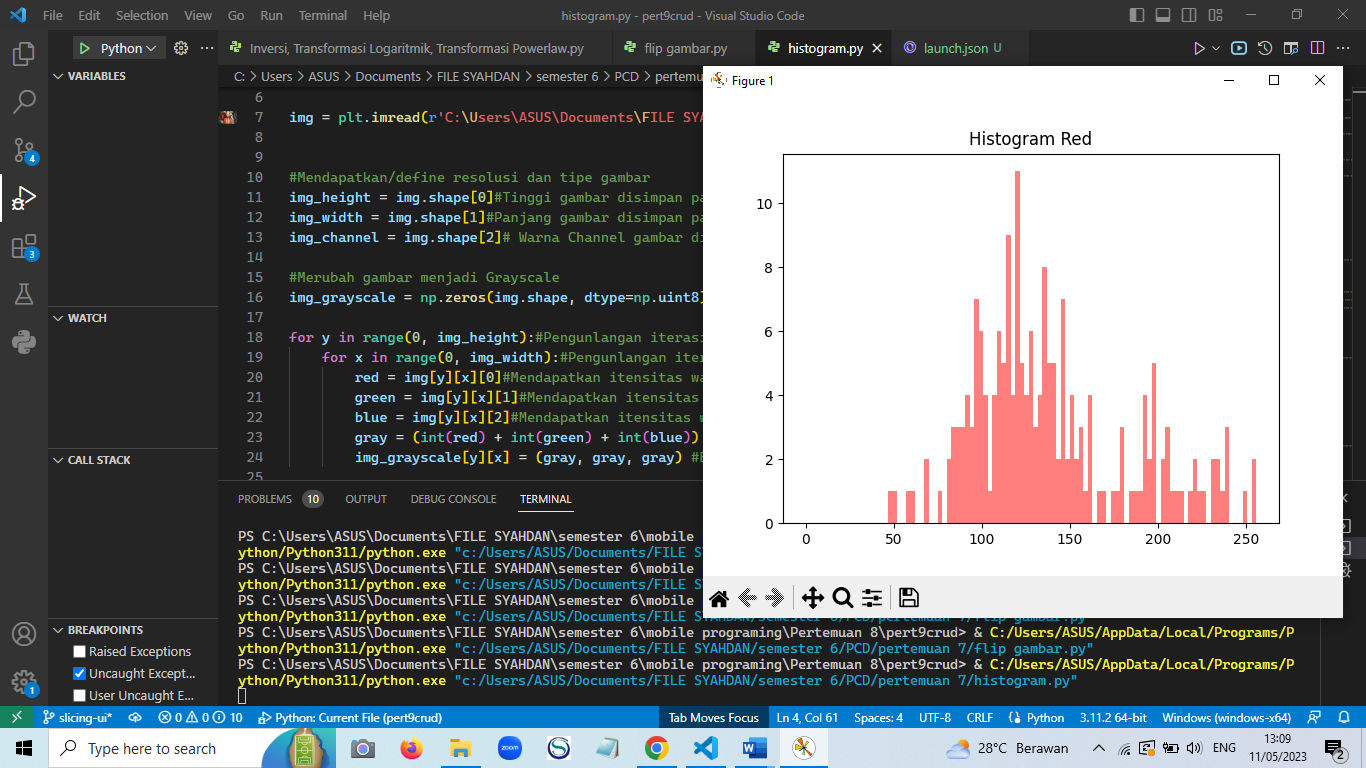 File Edit Selection View Go Run Terminal Help histogram.py - pert9crud - Visual Studio Code
Python
Inversi, Transformasi Logaritmik, Transformasi Powerlaw.py flip gambar.py histogram.py launch.json U
VARIABLES
WATCH
CALL STACK
BREAKPOINTS
Raised Exceptions
Uncaught Except...
User Uncaught E...
4
3
1
C: > Users > ASUS > Documents > FILE SYAHDAN > semester 6 > PCD > pertemu
6
7 img = plt.imread(r'C:\Users\ASUS\Documents\FILE SYA
8
9
10 #Mendapatkan/define resolusi dan tipe gambar
11 img_height = img.shape[0]#Tinggi gambar disimpan pa
12 img_width = img.shape[1]#Panjang gambar disimpan pa
13 img_channel = img.shape[2]# Warna Channel gambar di
14
15 #Merubah gambar menjadi Grayscale
16 img_grayscale = np.zeros(img.shape, dtype=np.uint8)
17
18 for y in range(0, img_height):#Pengunlangan iterasi
19 for x in range(0, img_width):#Pengunlangan iter
20 red = img[y][x][0]#Mendapatkan itensitas wa
21 green = img[y][x][1]#Mendapatkan itensitas
22 blue = img[y][x][2]#Mendapatkan itensitas w
23 gray = (int(red) + int(green) + int(blue))
24 img_grayscale[y][x] = (gray, gray, gray)
25
Figure 1
Histogram Red
10
8
6
4
2
0
0 50 100 150 200 250
PROBLEMS 10 OUTPUT DEBUG CONSOLE TERMINAL
PS C:\Users\ASUS\Documents\FILE SYAHDAN\semester 6\mobile
ython/Python311/python.exe "c:/Users/ASUS/Documents/FILE S
PS C:\Users\ASUS\Documents\FILE SYAHDAN\semester 6\mobile
ython/Python311/python.exe "c:/Users/ASUS/Documents/FILE S
PS C:\Users\ASUS\Documents\FILE SYAHDAN\semester 6\mobile
ython/Python311/python.exe "c:/Users/ASUS/Documents/FILE SYAHDAN/semester 6/PCD/pertemuan 7/flip gambar.py"
PS C:\Users\ASUS\Documents\FILE SYAHDAN\semester 6\mobile programing\Pertemuan 8\pert9crud> & C:/Users/ASUS/AppData/Local/Programs/P
ython/Python311/python.exe "c:/Users/ASUS/Documents/FILE SYAHDAN/semester 6/PCD/pertemuan 7/flip gambar.py"
PS C:\Users\ASUS\Documents\FILE SYAHDAN\semester 6\mobile programing\Pertemuan 8\pert9crud> & C:/Users/ASUS/AppData/Local/Programs/P
ython/Python311/python.exe "c:/Users/ASUS/Documents/FILE SYAHDAN/semester 6/PCD/pertemuan 7/histogram.py"
slicing-ui* 0 0 10 Python: Current File (pert9crud) Tab Moves Focus Ln 4, Col 61 Spaces: 4 UTF-8 CRLF Python 3.11.2 64-bit Windows (windows-x64)
Type here to search zoom 28°C Berawan ENG 13:09
11/05/2023 2